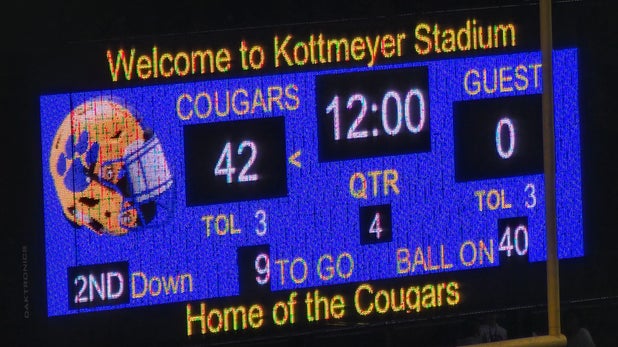 Welcome to Kottmeyer Stadium
COUGARS 12:00 GUEST
42 < 0
QTR
TOL 3 4 TOL 3
2ND Down 9 TO GO BALL ON 40
Home of the Cougars
DAKTRONICS